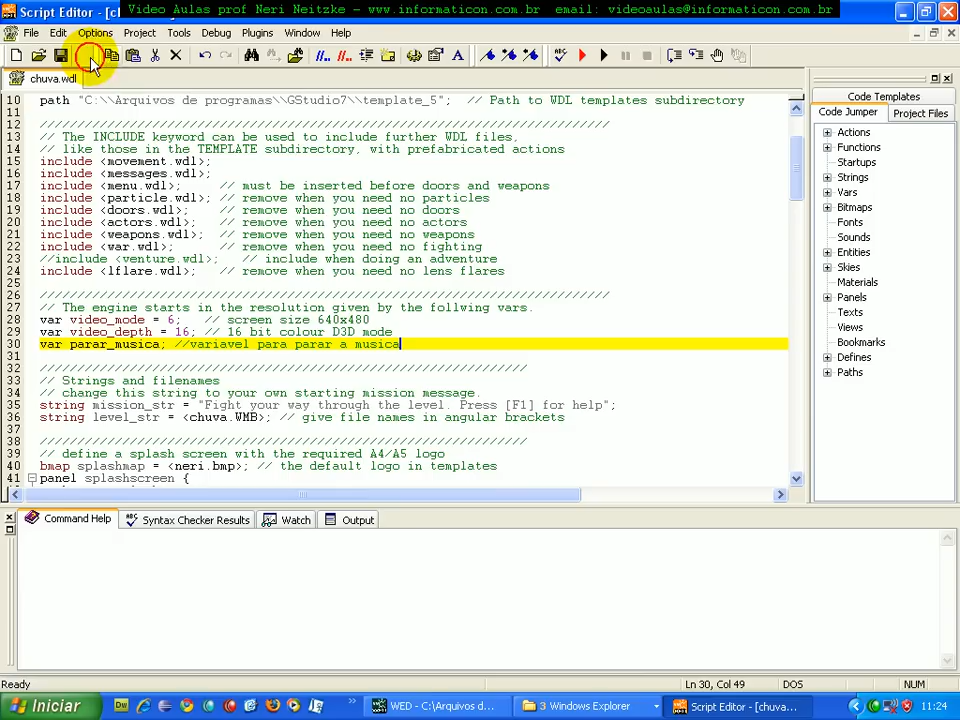 Video Aulas prof Neri Neitzke - www.informaticon.com.br email: videoaulas@informaticon.com.br
Script Editor - [ch
File Edit Options Project Tools Debug Plugins Window Help
chuva.wdl
10 path "C:\\Arquivos de programas\\GStudio7\\template_5"; // Path to WDL templates subdirectory
11
12 ////////////////////////////////////////////////////////////////////////////
13 // The INCLUDE keyword can be used to include further WDL files,
14 // like those in the TEMPLATE subdirectory, with prefabricated actions
15 include <movement.wdl>;
16 include <messages.wdl>;
17 include <menu.wdl>; // must be inserted before doors and weapons
18 include <particle.wdl>; // remove when you need no particles
19 include <doors.wdl>; // remove when you need no doors
20 include <actors.wdl>; // remove when you need no actors
21 include <weapons.wdl>; // remove when you need no weapons
22 include <war.wdl>; // remove when you need no fighting
23 //include <venture.wdl>; // include when doing an adventure
24 include <lflare.wdl>; // remove when you need no lens flares
25
26 ////////////////////////////////////////////////////////////////////////////
27 // The engine starts in the resolution given by the follwing vars.
28 var video_mode = 6; // screen size 640x480
29 var video_depth = 16; // 16 bit colour D3D mode
30 var parar_musica; //variavel para parar a musica
31
32 /////////////////////////////////////////////////////////////////
33 // Strings and filenames
34 // change this string to your own starting mission message.
35 string mission_str = "Fight your way through the level. Press [F1] for help";
36 string level_str = <chuva.WMB>; // give file names in angular brackets
37
38 /////////////////////////////////////////////////////////////////
39 // define a splash screen with the required A4/A5 logo
40 bmap splashmap = <neri.bmp>; // the default logo in templates
41 panel splashscreen {
Code Templates
Code Jumper Project Files
Actions
Functions
Startups
Strings
Vars
Bitmaps
Fonts
Sounds
Entities
Skies
Materials
Panels
Texts
Views
Bookmarks
Defines
Paths
Command Help Syntax Checker Results Watch Output
Ready Ln 30, Col 49 DOS NUM
Iniciar WED - C:\Arquivos d... 3 Windows Explorer Script Editor - [chuva... 11:24